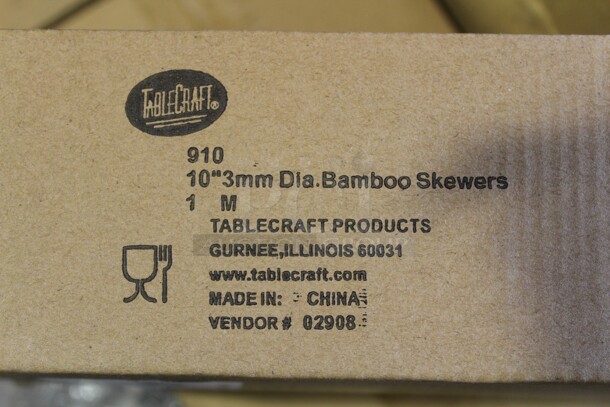 TABLECRAFT®
910
10"3mm Dia.Bamboo Skewers
1 M
TABLECRAFT PRODUCTS
GURNEE,ILLINOIS 60031
www.tablecraft.com
MADE IN: CHINA
VENDOR# 02908